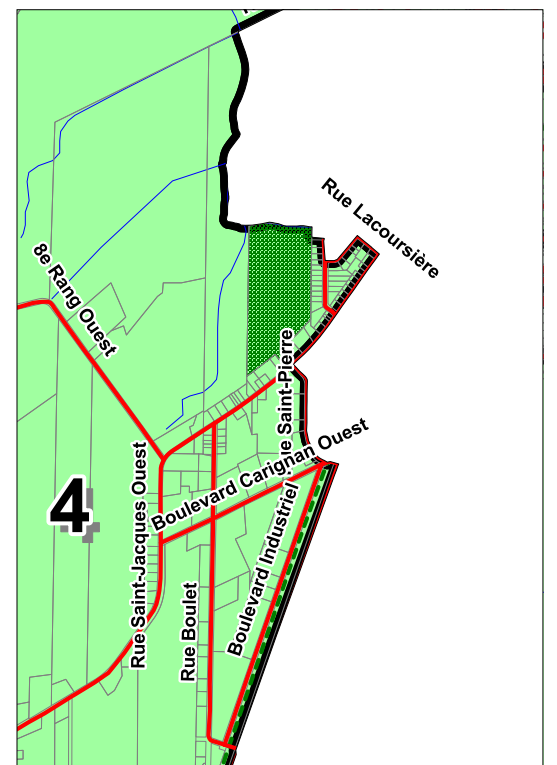 Rue Lacoursière
8e Rang Ouest
Rue Saint-Pierre
Boulevard Carignan Ouest
4
Rue Saint-Jacques Ouest
Boulevard Industriel
Rue Boulet